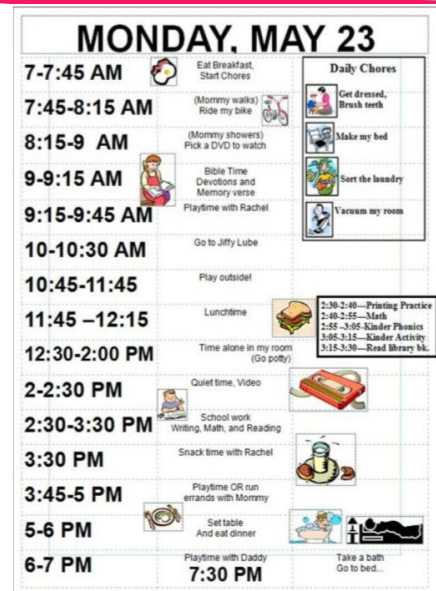 MONDAY, MAY 23
7-7:45 AM
Eat Breakfast,
Start Chores
7:45-8:15 AM
(Mommy walks)
Ride my bike
8:15-9 AM
(Mommy showers)
Pick a DVD to watch
9-9:15 AM
Bible Time
Devotions and
Memory verse
9:15-9:45 AM
Playtime with Rachel
10-10:30 AM
Go to Jiffy Lube
10:45-11:45
Play outside!
11:45 –12:15
Lunchtime
12:30-2:00 PM
Time alone in my room
(Go potty)
2-2:30 PM
Quiet time, Video
2:30-3:30 PM
School work
Writing, Math, and Reading
3:30 PM
Snack time with Rachel
3:45-5 PM
Playtime OR run
errands with Mommy
5-6 PM
Set table
And eat dinner
6-7 PM
Playtime with Daddy
7:30 PM
Take a bath
Go to bed...
Daily Chores
Get dressed,
Brush teeth
Make my bed
Sort the laundry
Vacuum my room
2:30-2:40—Printing Practice
2:40-2:55—Math
2:55 –3:05-Kinder Phonics
3:05-3:15—Kinder Activity
3:15-3:30—Read library bk.